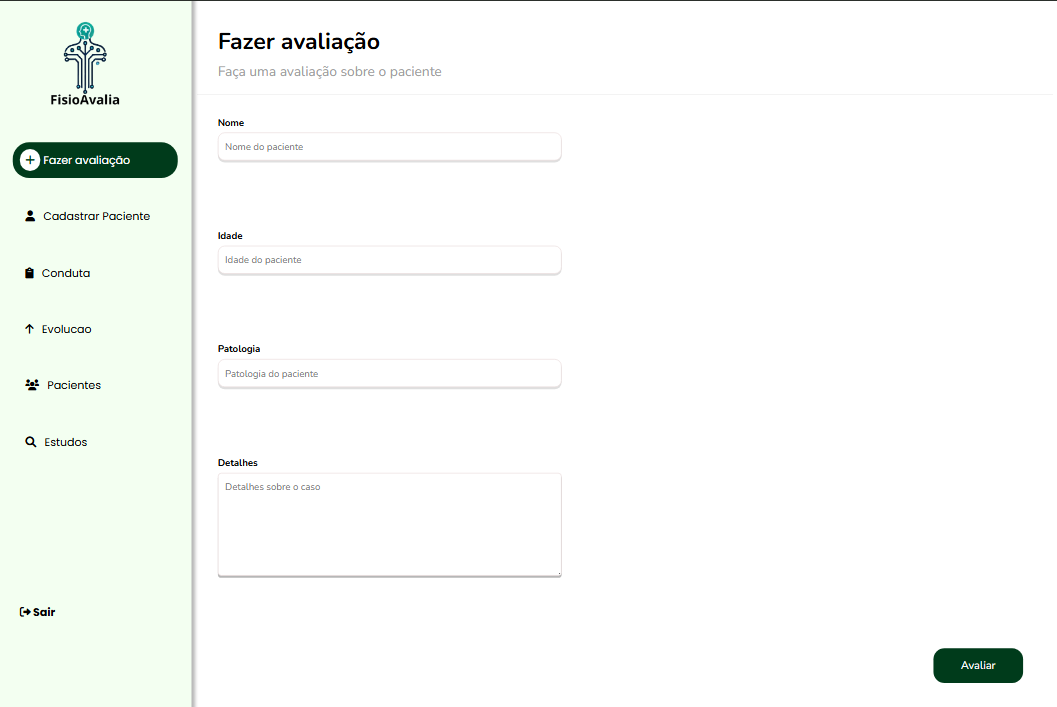 FisioAvalia
Fazer avaliação
Cadastrar Paciente
Conduta
Evolucao
Pacientes
Estudos
Sair
Fazer avaliação
Faça uma avaliação sobre o paciente
Nome
Nome do paciente
Idade
Idade do paciente
Patologia
Patologia do paciente
Detalhes
Detalhes sobre o caso
Avaliar